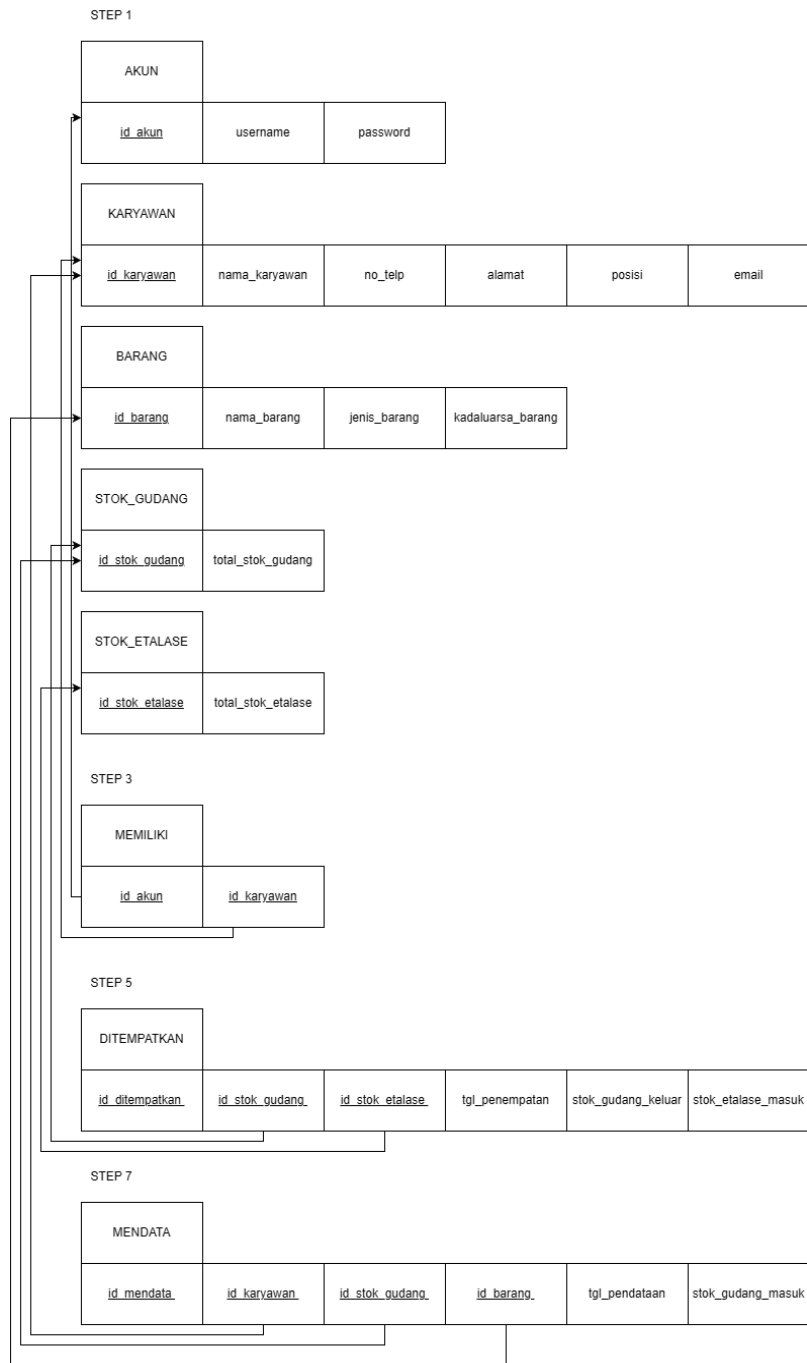 STEP 1
AKUN
id_akun username password
KARYAWAN
id_karyawan nama_karyawan no_telp alamat posisi email
BARANG
id_barang nama_barang jenis_barang kadaluarsa_barang
STOK_GUDANG
id_stok_gudang total_stok_gudang
STOK_ETALASE
id_stok_etalase total_stok_etalase
STEP 3
MEMILIKI
id_akun id_karyawan
STEP 5
DITEMPATKAN
id_ditempatkan id_stok_gudang id_stok_etalase tgl_penempatan stok_gudang_keluar stok_etalase_masuk
STEP 7
MENDATA
id_mendata id_karyawan id_stok_gudang id_barang tgl_pendataan stok_gudang_masuk